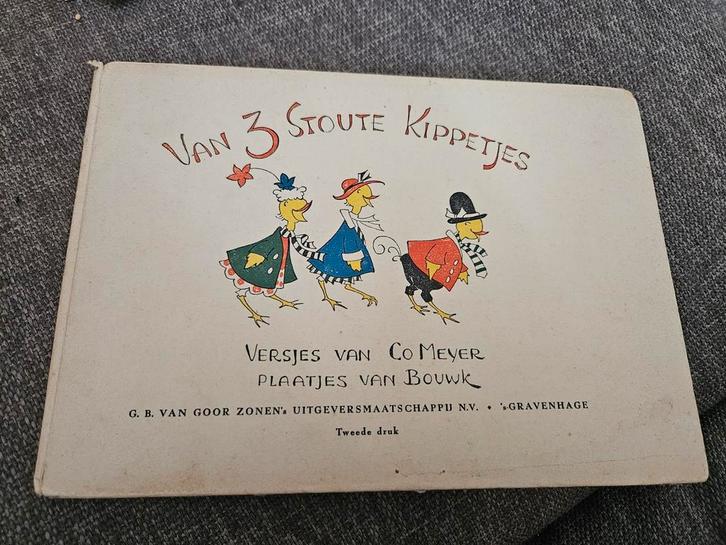 VAN 3 STOUTE KIPPETJES
VERSJES VAN CO MEYER
PLAATJES VAN BOUWK
G. B. VAN GOOR ZONEN's UITGEVERSMAATSCHAPPIJ N.V. • 's-GRAVENHAGE
Tweede druk